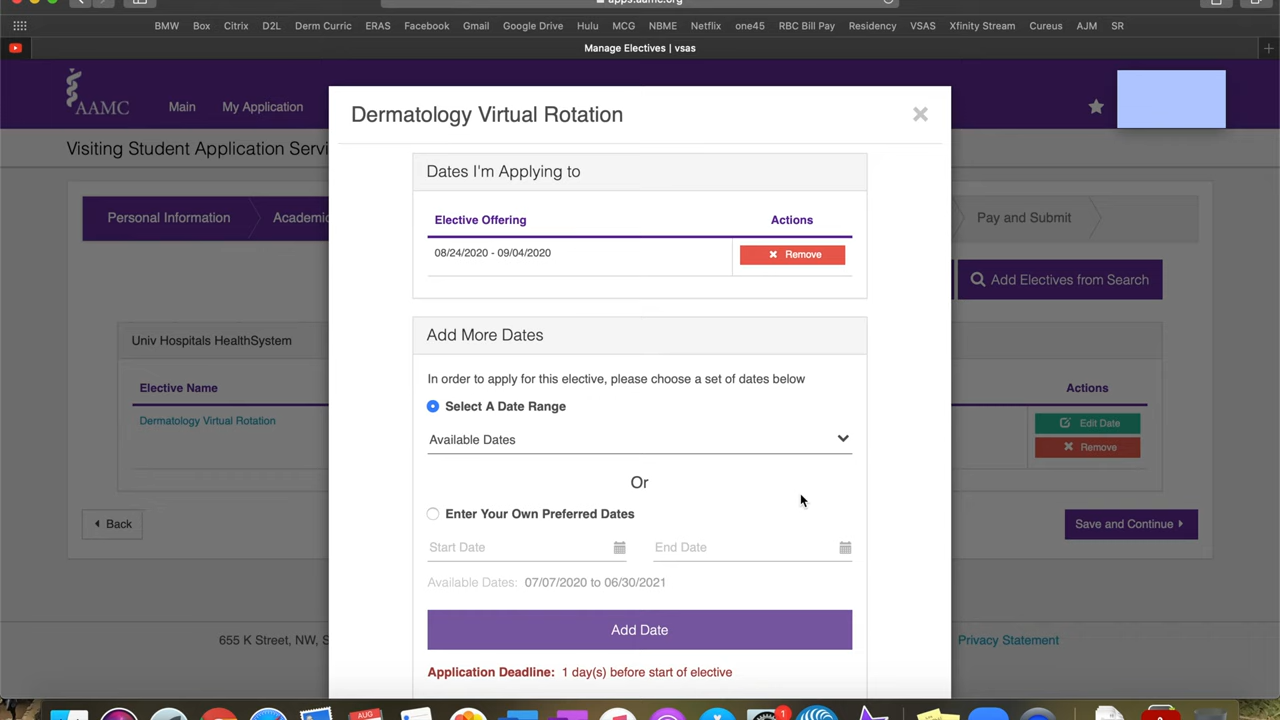 apps.aamc.org
BMW Box Citrix D2L Derm Curric ERAS Facebook Gmail Google Drive Hulu MCG NBME Netflix one45 RBC Bill Pay Residency VSAS Xfinity Stream Cureus AJM SR
Manage Electives | vsas
AAMC Main My Application
Dermatology Virtual Rotation
Visiting Student Application Servi
Dates I'm Applying to
Elective Offering Actions
08/24/2020 - 09/04/2020 Remove
Personal Information Academic Pay and Submit
Add Electives from Search
Add More Dates
Univ Hospitals HealthSystem
In order to apply for this elective, please choose a set of dates below
Elective Name Actions
Select A Date Range
Dermatology Virtual Rotation Edit Date
Available Dates
Remove
Or
Enter Your Own Preferred Dates
Back Save and Continue
Start Date End Date
Available Dates: 07/07/2020 to 06/30/2021
Add Date
655 K Street, NW, S Privacy Statement
Application Deadline: 1 day(s) before start of elective
AUG
1